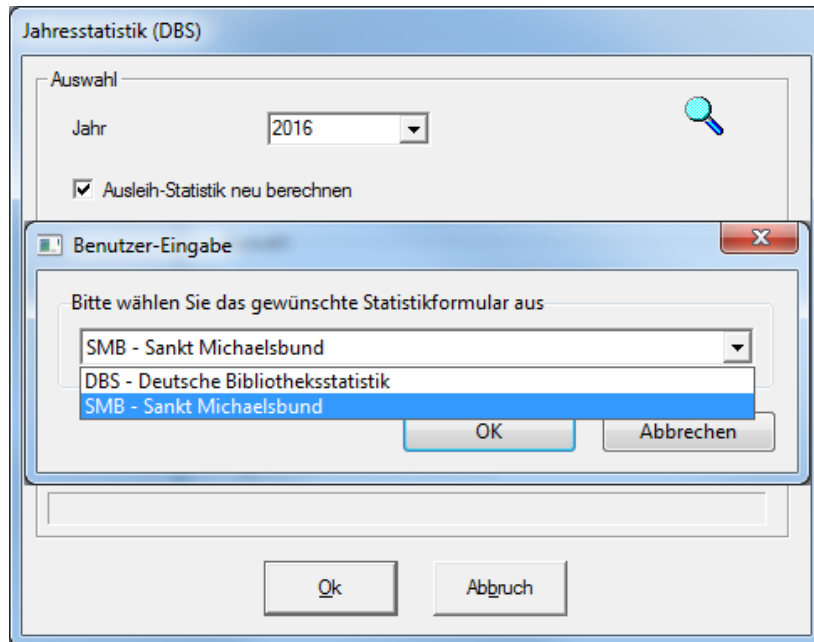 Jahresstatistik (DBS)
Auswahl
Jahr 2016
Ausleih-Statistik neu berechnen
Benutzer-Eingabe
Bitte wählen Sie das gewünschte Statistikformular aus
SMB - Sankt Michaelsbund
DBS - Deutsche Bibliotheksstatistik
SMB - Sankt Michaelsbund
OK Abbrechen
Ok Abbruch